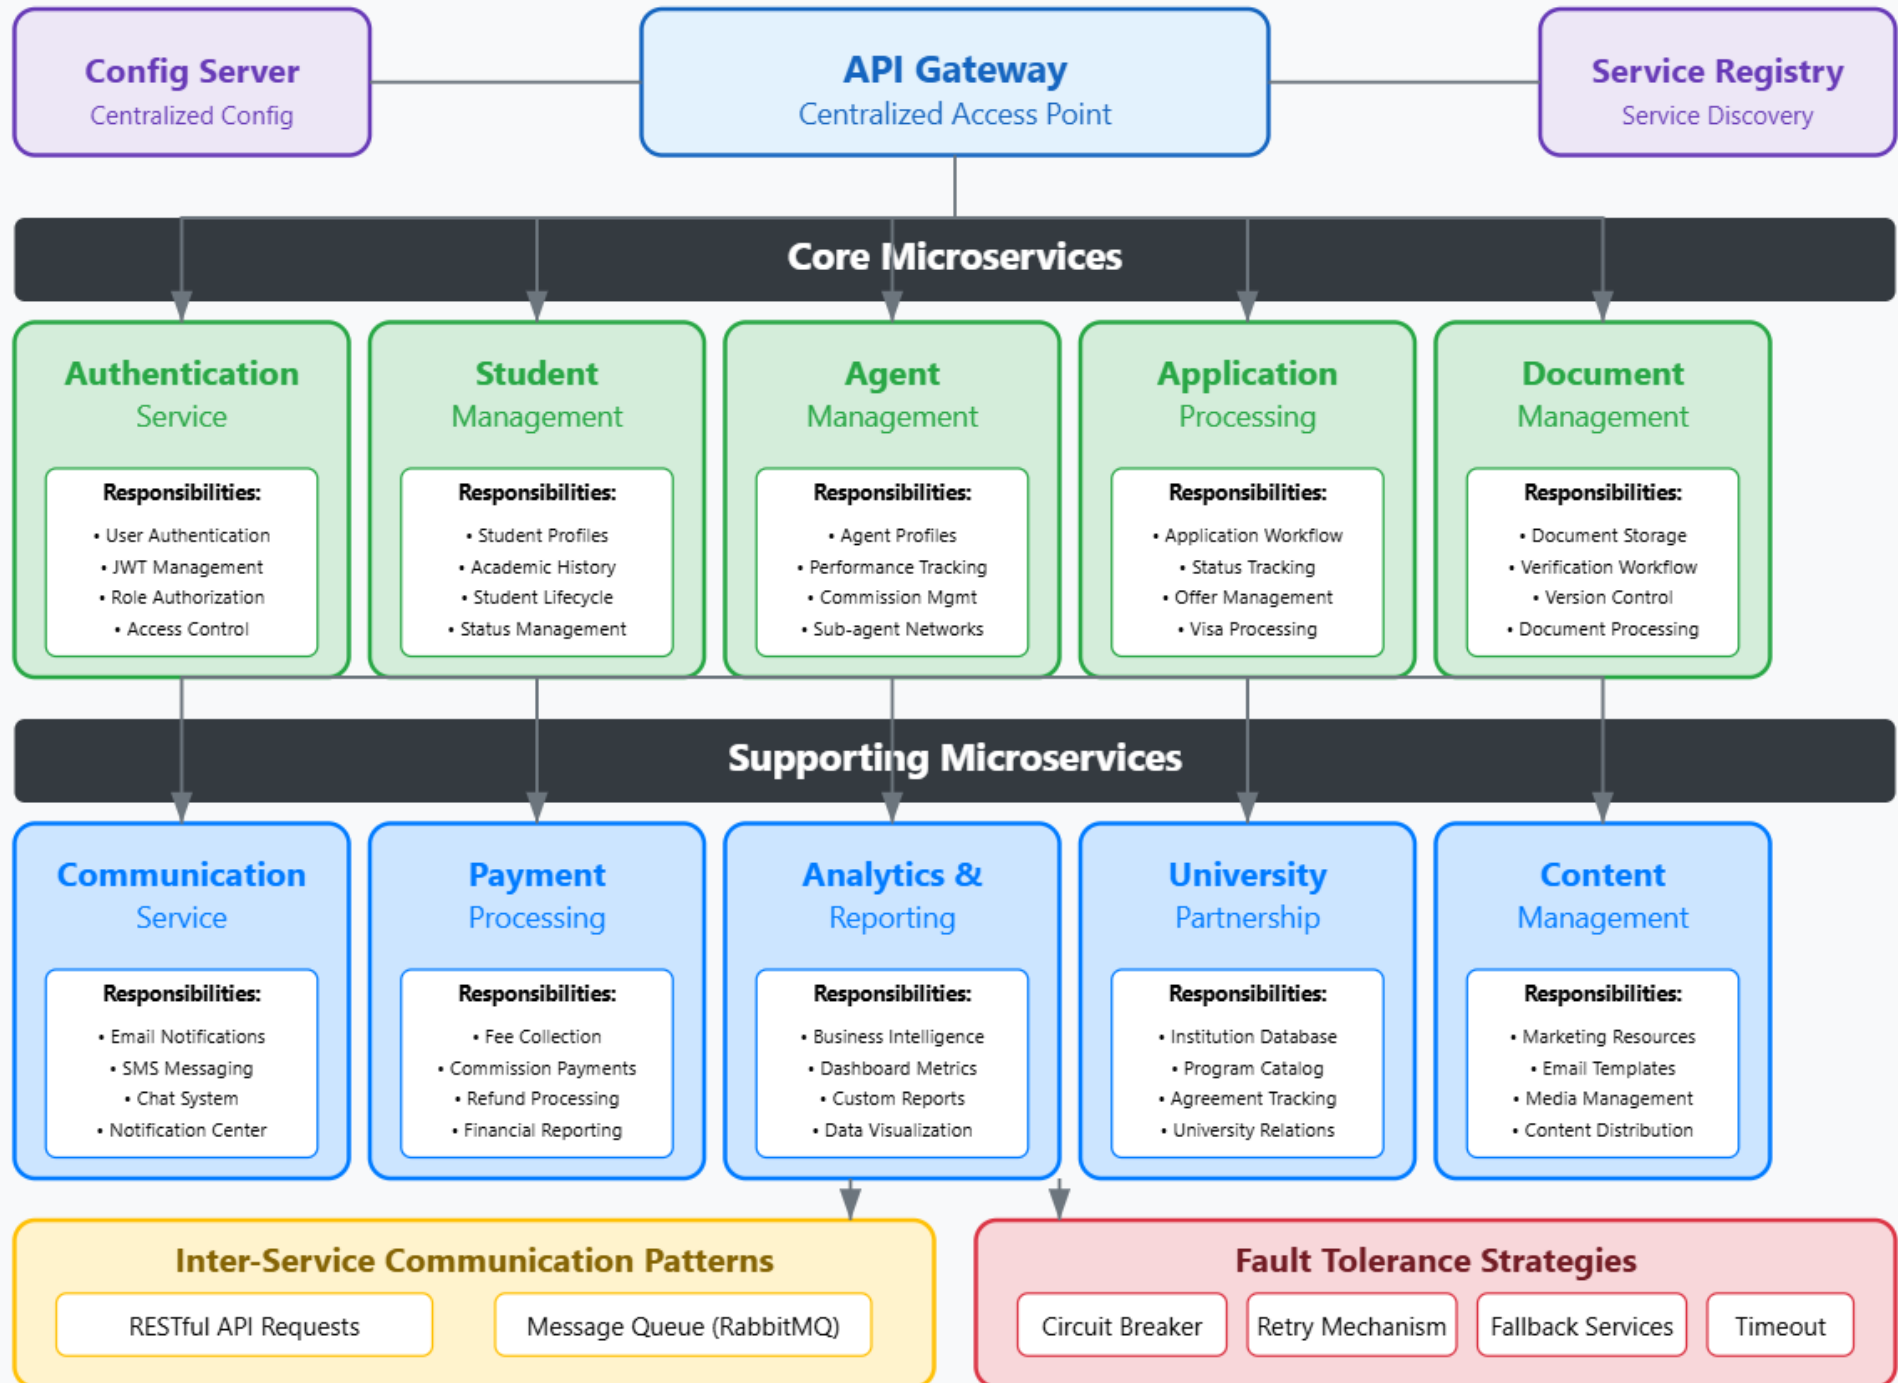 Config Server
Centralized Config
API Gateway
Centralized Access Point
Service Registry
Service Discovery
Core Microservices
Authentication
Service
Responsibilities:
• User Authentication
• JWT Management
• Role Authorization
• Access Control
Student
Management
Responsibilities:
• Student Profiles
• Academic History
• Student Lifecycle
• Status Management
Agent
Management
Responsibilities:
• Agent Profiles
• Performance Tracking
• Commission Mgmt
• Sub-agent Networks
Application
Processing
Responsibilities:
• Application Workflow
• Status Tracking
• Offer Management
• Visa Processing
Document
Management
Responsibilities:
• Document Storage
• Verification Workflow
• Version Control
• Document Processing
Supporting Microservices
Communication
Service
Responsibilities:
• Email Notifications
• SMS Messaging
• Chat System
• Notification Center
Payment
Processing
Responsibilities:
• Fee Collection
• Commission Payments
• Refund Processing
• Financial Reporting
Analytics &
Reporting
Responsibilities:
• Business Intelligence
• Dashboard Metrics
• Custom Reports
• Data Visualization
University
Partnership
Responsibilities:
• Institution Database
• Program Catalog
• Agreement Tracking
• University Relations
Content
Management
Responsibilities:
• Marketing Resources
• Email Templates
• Media Management
• Content Distribution
Inter-Service Communication Patterns
RESTful API Requests
Message Queue (RabbitMQ)
Fault Tolerance Strategies
Circuit Breaker
Retry Mechanism
Fallback Services
Timeout